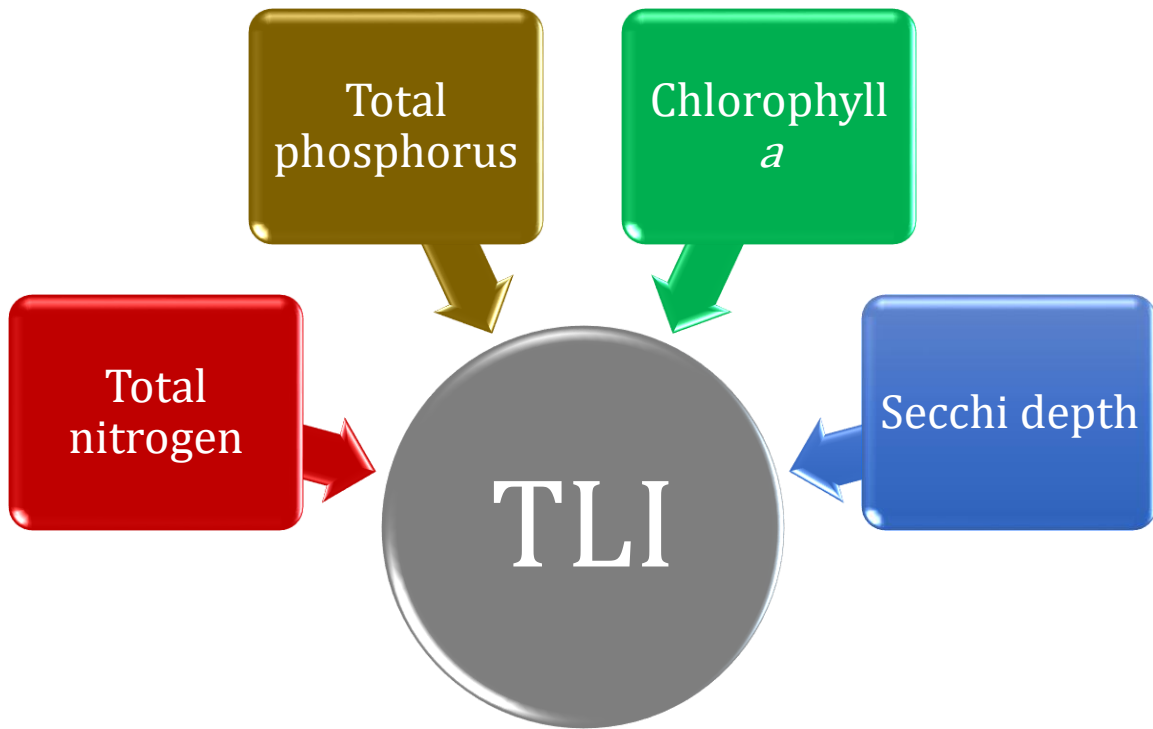 Total
phosphorus
Chlorophyll
a
Total
nitrogen
Secchi depth
TLI